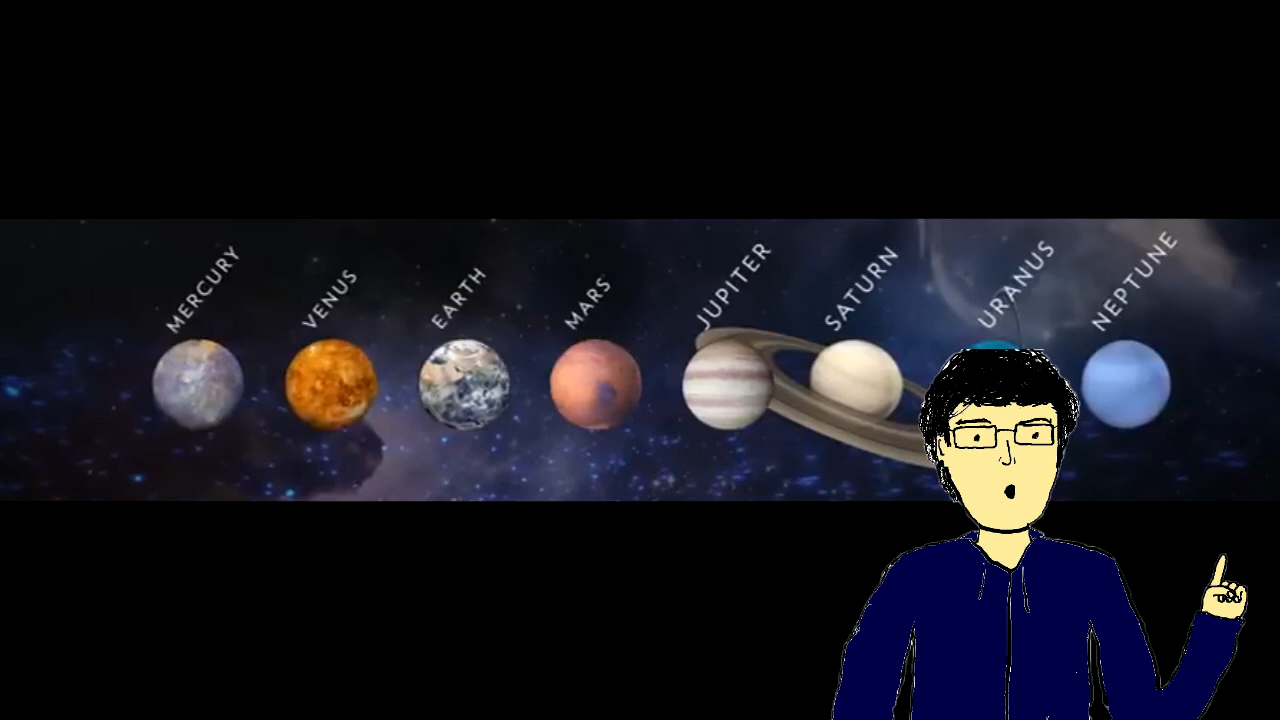 MERCURY
VENUS
EARTH
MARS
JUPITER
SATURN
URANUS
NEPTUNE